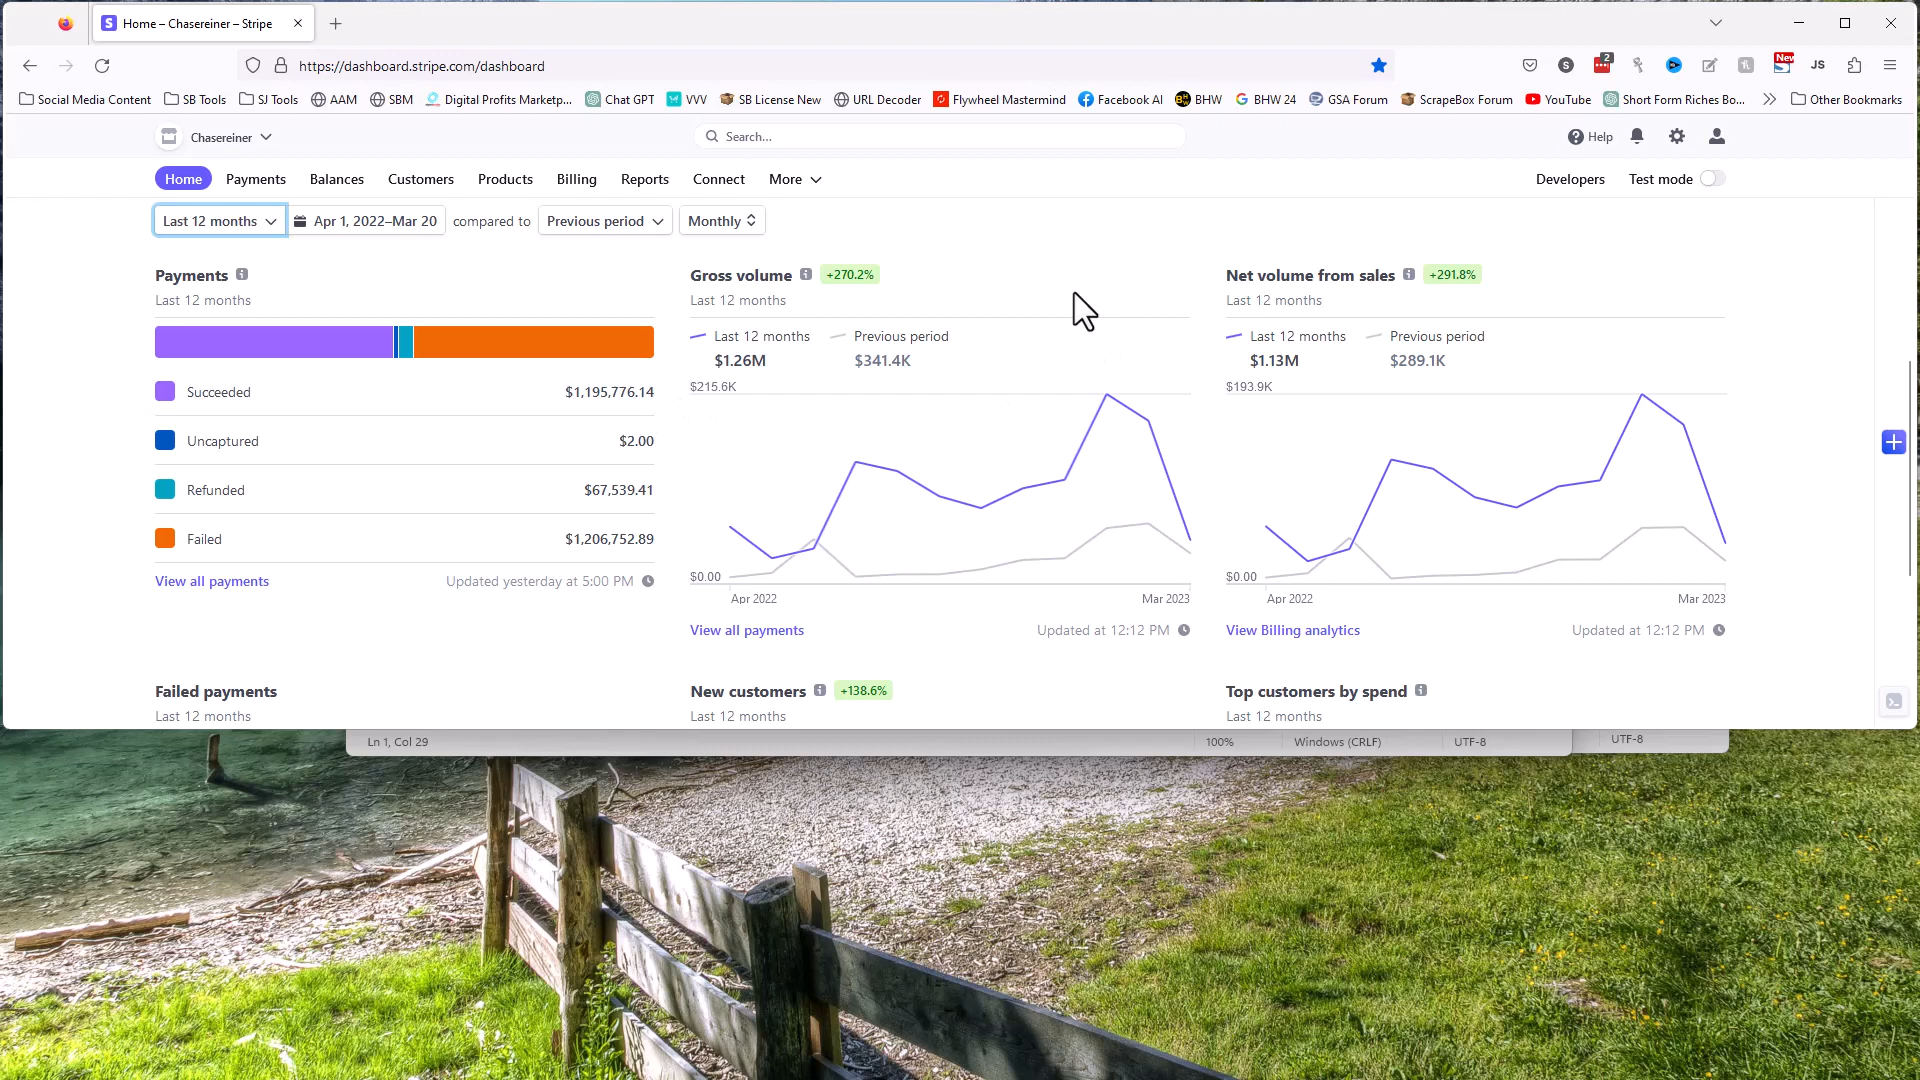 Home – Chasereiner – Stripe
https://dashboard.stripe.com/dashboard
2
New
JS
Social Media Content SB Tools SJ Tools AAM SBM Digital Profits Marketp... Chat GPT VVV SB License New URL Decoder Flywheel Mastermind Facebook AI BHW BHW 24 GSA Forum ScrapeBox Forum YouTube Short Form Riches Bo... Other Bookmarks
Chasereiner
Search...
Help
Home Payments Balances Customers Products Billing Reports Connect More Developers Test mode
Last 12 months Apr 1, 2022–Mar 20 compared to Previous period Monthly
Payments
Last 12 months
Succeeded $1,195,776.14
Uncaptured $2.00
Refunded $67,539.41
Failed $1,206,752.89
View all payments Updated yesterday at 5:00 PM
Gross volume +270.2%
Last 12 months
Last 12 months Previous period
$1.26M $341.4K
$215.6K
$0.00
Apr 2022 Mar 2023
View all payments Updated at 12:12 PM
Net volume from sales +291.8%
Last 12 months
Last 12 months Previous period
$1.13M $289.1K
$193.9K
$0.00
Apr 2022 Mar 2023
View Billing analytics Updated at 12:12 PM
Failed payments
Last 12 months
New customers +138.6%
Last 12 months
Top customers by spend
Last 12 months
Ln 1, Col 29 100% Windows (CRLF) UTF-8 UTF-8